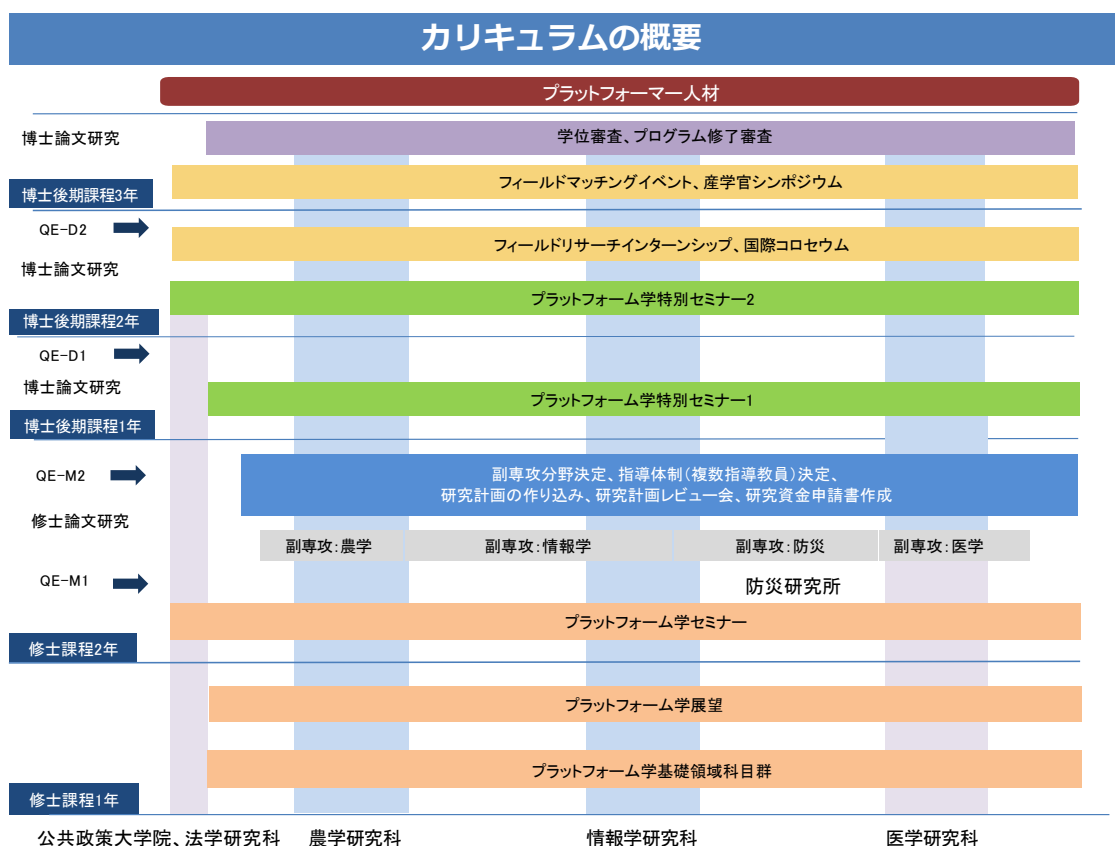 カリキュラムの概要
プラットフォーマー人材
博士論文研究
学位審査、プログラム修了審査
フィールドマッチングイベント、産学官シンポジウム
博士後期課程3年
QE-D2
フィールドリサーチインターンシップ、国際コロセウム
博士論文研究
プラットフォーム学特別セミナー2
博士後期課程2年
QE-D1
博士論文研究
プラットフォーム学特別セミナー1
博士後期課程1年
QE-M2
副専攻分野決定、指導体制(複数指導教員)決定、
研究計画の作り込み、研究計画レビュー会、研究資金申請書作成
修士論文研究
副専攻:農学
副専攻:情報学
副専攻:防災
副専攻:医学
QE-M1
防災研究所
プラットフォーム学セミナー
修士課程2年
プラットフォーム学展望
プラットフォーム学基礎領域科目群
修士課程1年
公共政策大学院、法学研究科
農学研究科
情報学研究科
医学研究科